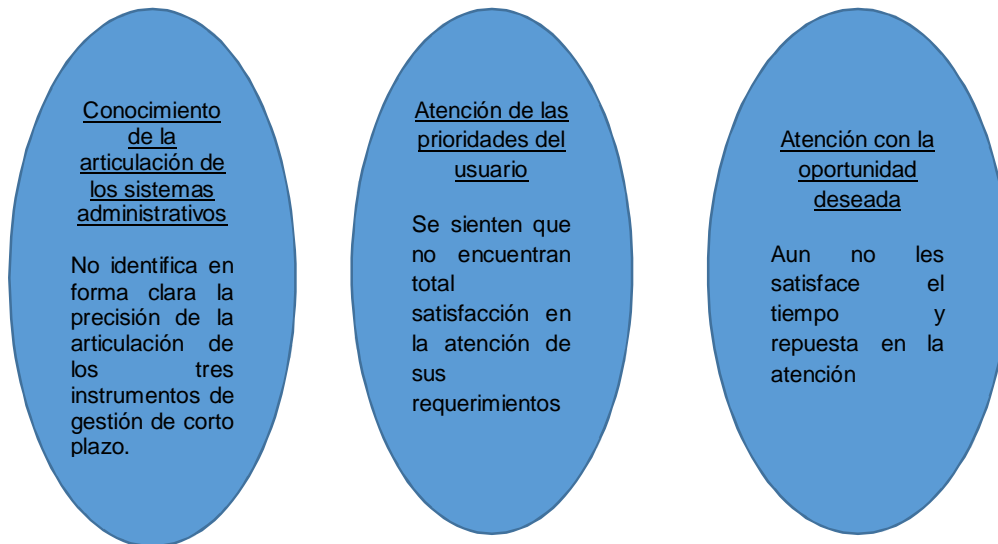 Conocimiento
de la
articulación de
los sistemas
administrativos
No identifica en
forma clara la
precisión de la
articulación de
los tres
instrumentos de
gestión de corto
plazo.
Atención de las
prioridades del
usuario
Se sienten que
no encuentran
total
satisfacción en
la atención de
sus
requerimientos
Atención con la
oportunidad
deseada
Aun no les
satisface el
tiempo y
repuesta en la
atención